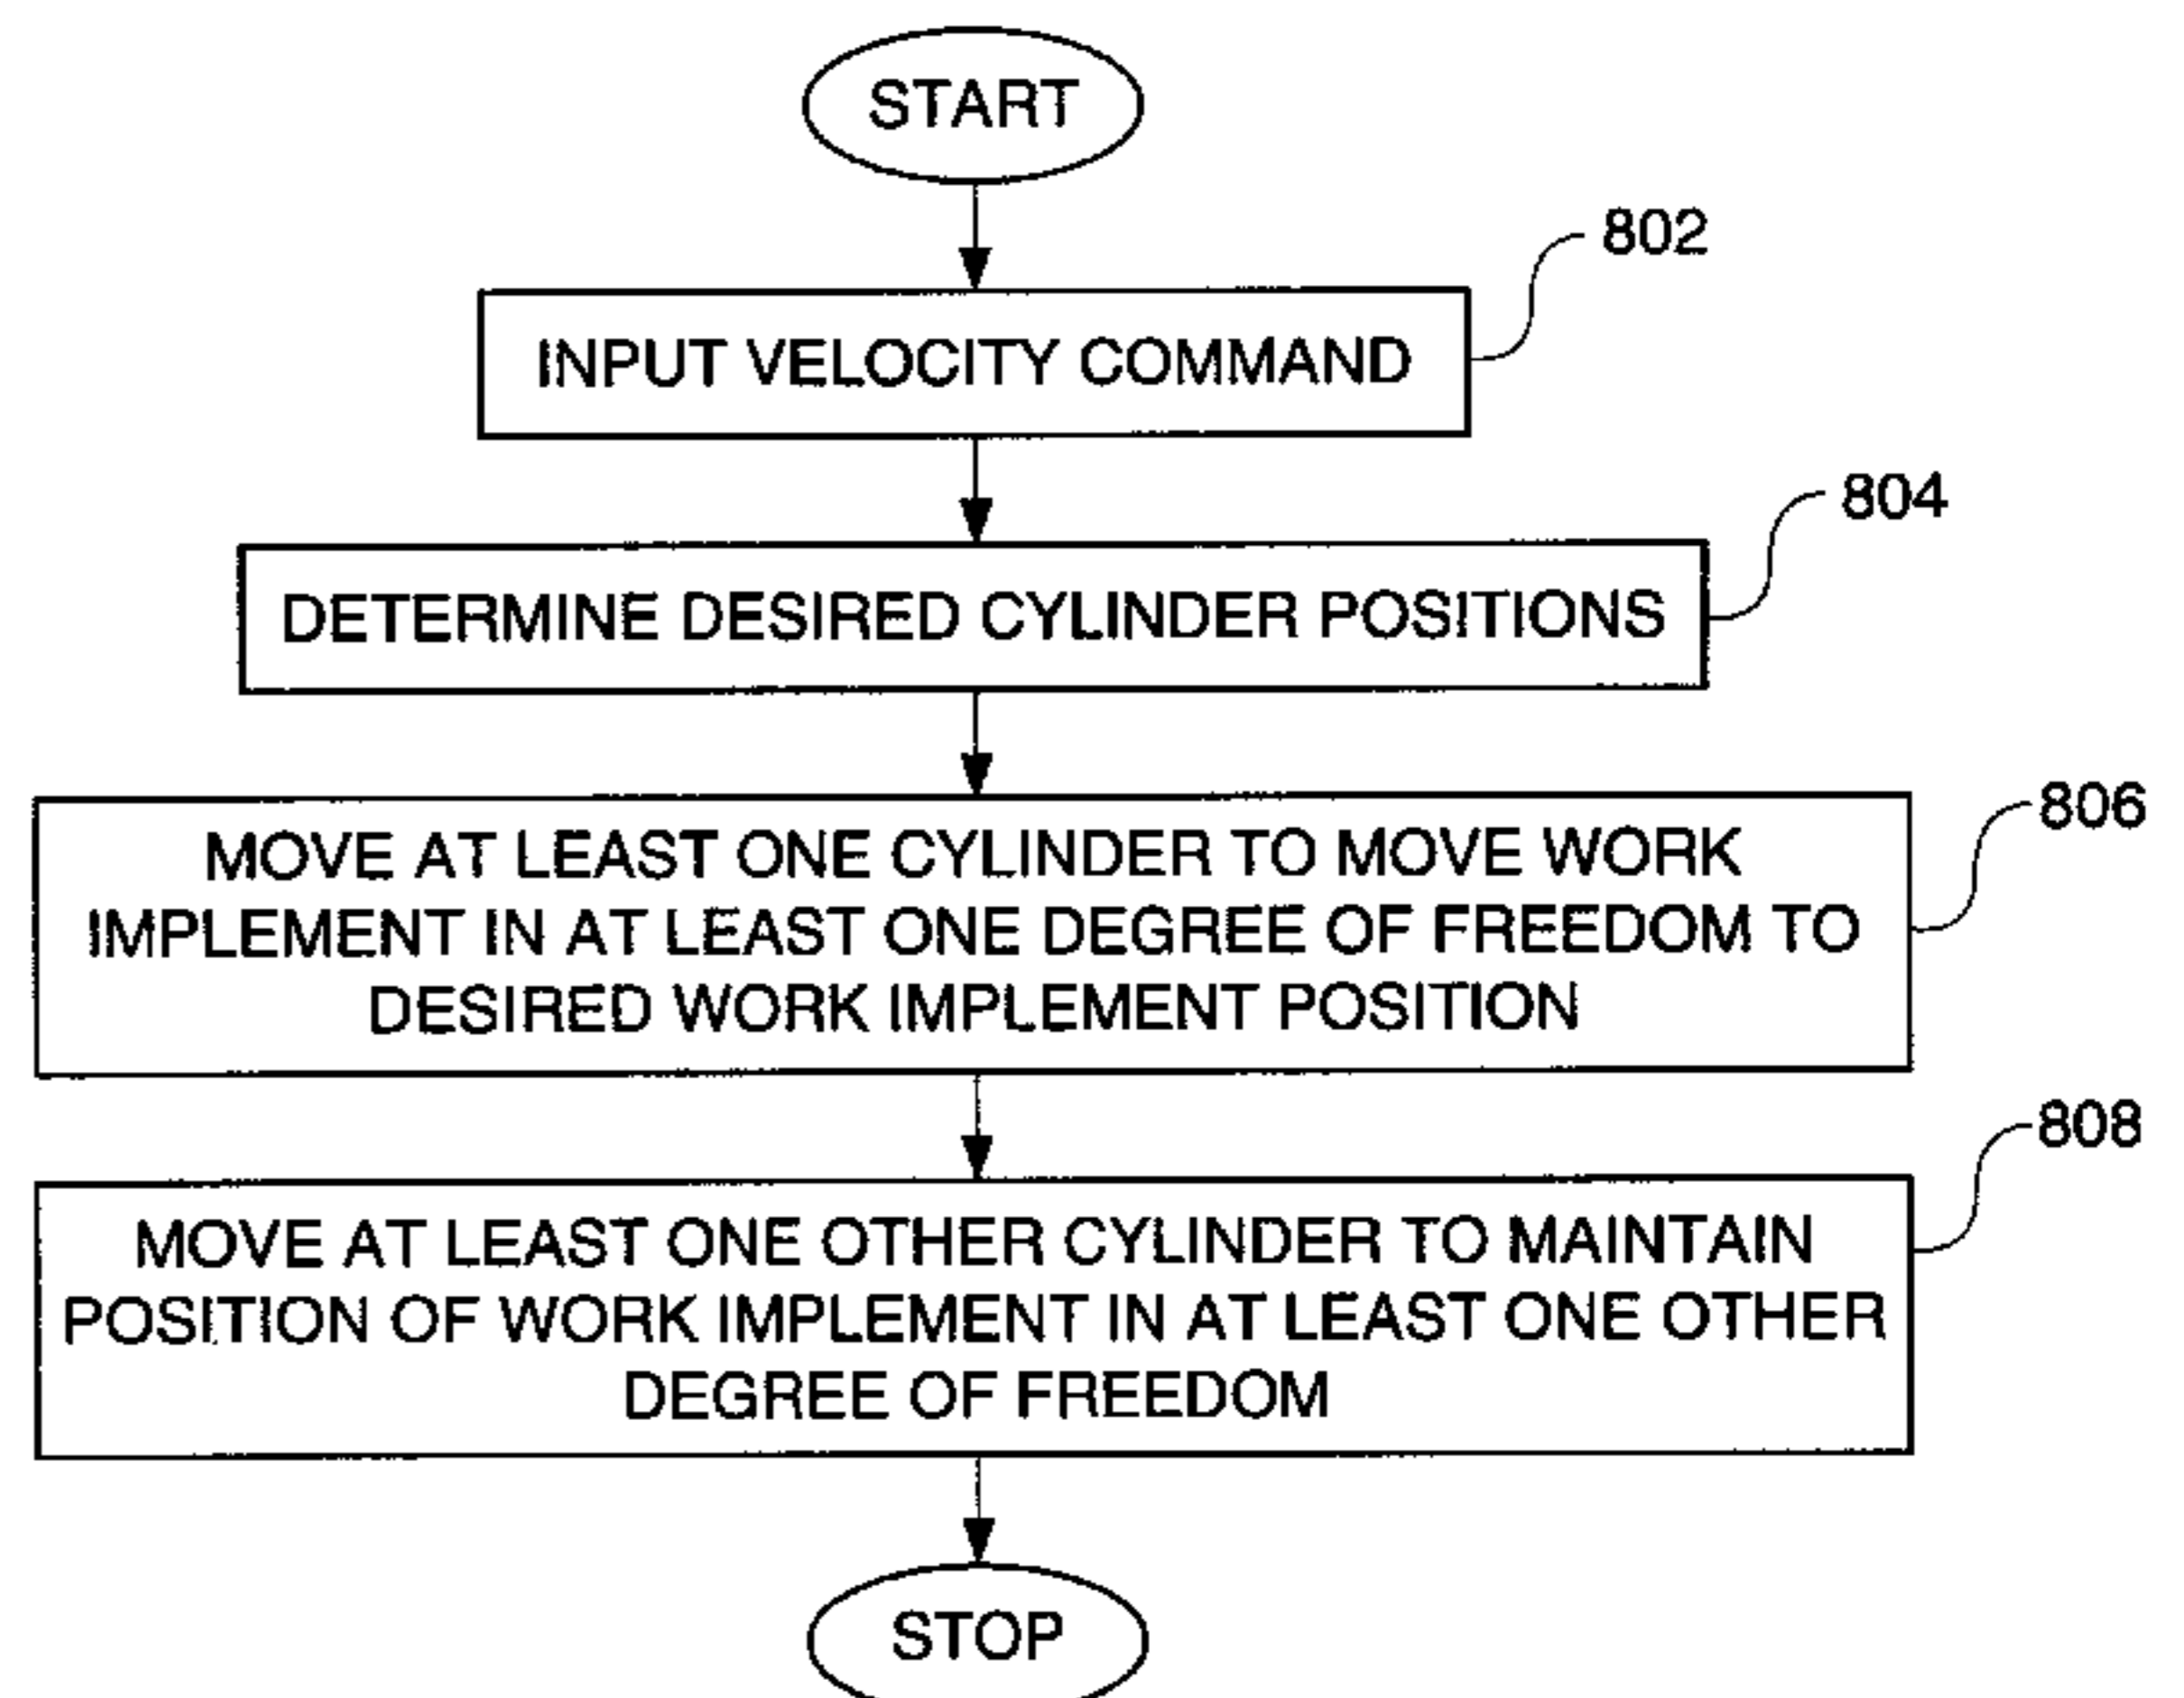 START
802
INPUT VELOCITY COMMAND
804
DETERMINE DESIRED CYLINDER POSITIONS
806
MOVE AT LEAST ONE CYLINDER TO MOVE WORK
IMPLEMENT IN AT LEAST ONE DEGREE OF FREEDOM TO
DESIRED WORK IMPLEMENT POSITION
808
MOVE AT LEAST ONE OTHER CYLINDER TO MAINTAIN
POSITION OF WORK IMPLEMENT IN AT LEAST ONE OTHER
DEGREE OF FREEDOM
STOP